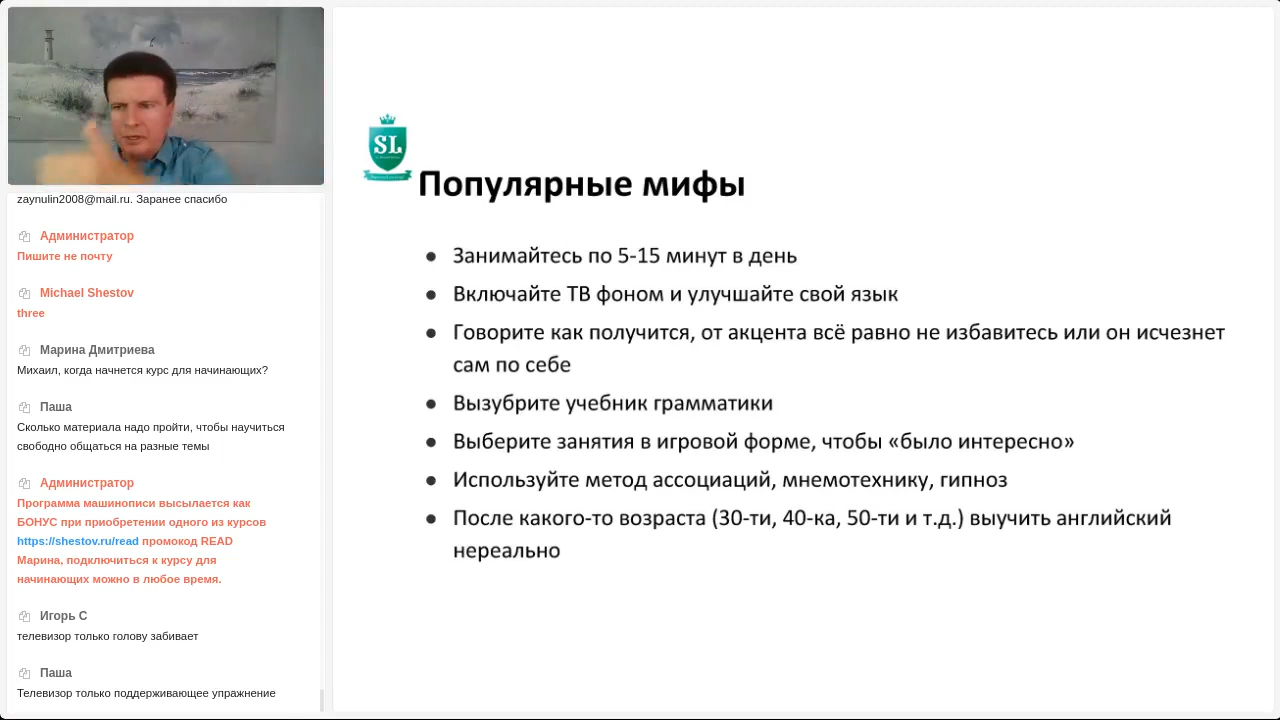 zaynulin2008@mail.ru. Заранее спасибо
Администратор
Пишите не почту
Michael Shestov
three
Марина Дмитриева
Михаил, когда начнется курс для начинающих?
Паша
Сколько материала надо пройти, чтобы научиться
свободно общаться на разные темы
Администратор
Программа машинописи высылается как
БОНУС при приобретении одного из курсов
https://shestov.ru/read промокод READ
Марина, подключиться к курсу для
начинающих можно в любое время.
Игорь С
телевизор только голову забивает
Паша
Телевизор только поддерживающее упражнение
SL
Популярные мифы
● Занимайтесь по 5-15 минут в день
● Включайте ТВ фоном и улучшайте свой язык
● Говорите как получится, от акцента всё равно не избавитесь или он исчезнет
сам по себе
● Вызубрите учебник грамматики
● Выберите занятия в игровой форме, чтобы «было интересно»
● Используйте метод ассоциаций, мнемотехнику, гипноз
● После какого-то возраста (30-ти, 40-ка, 50-ти и т.д.) выучить английский
нереально